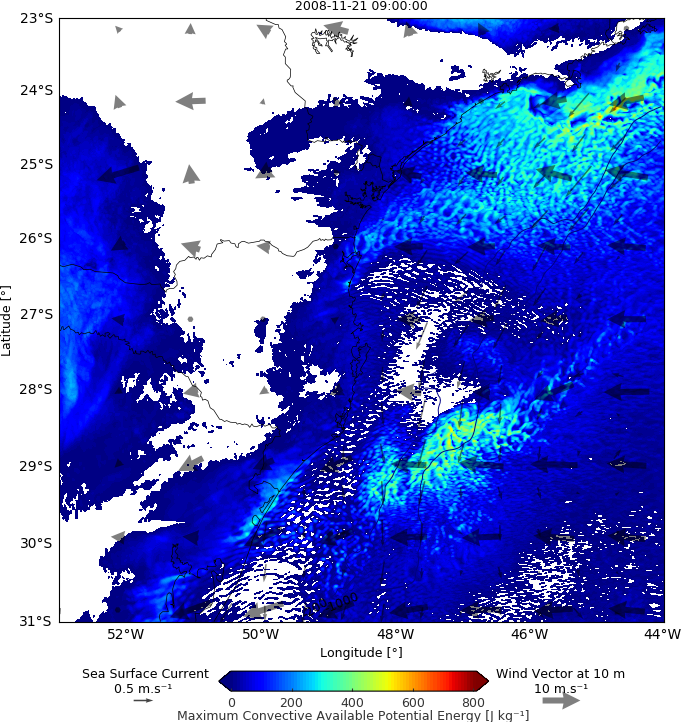 2008-11-21 09:00:00
23°S
24°S
25°S
26°S
27°S
28°S
29°S
30°S
31°S
Latitude [°]
52°W 50°W 48°W 46°W 44°W
Longitude [°]
Sea Surface Current
0.5 m.s⁻¹
Wind Vector at 10 m
10 m.s⁻¹
0 200 400 600 800
Maximum Convective Available Potential Energy [J kg⁻¹]